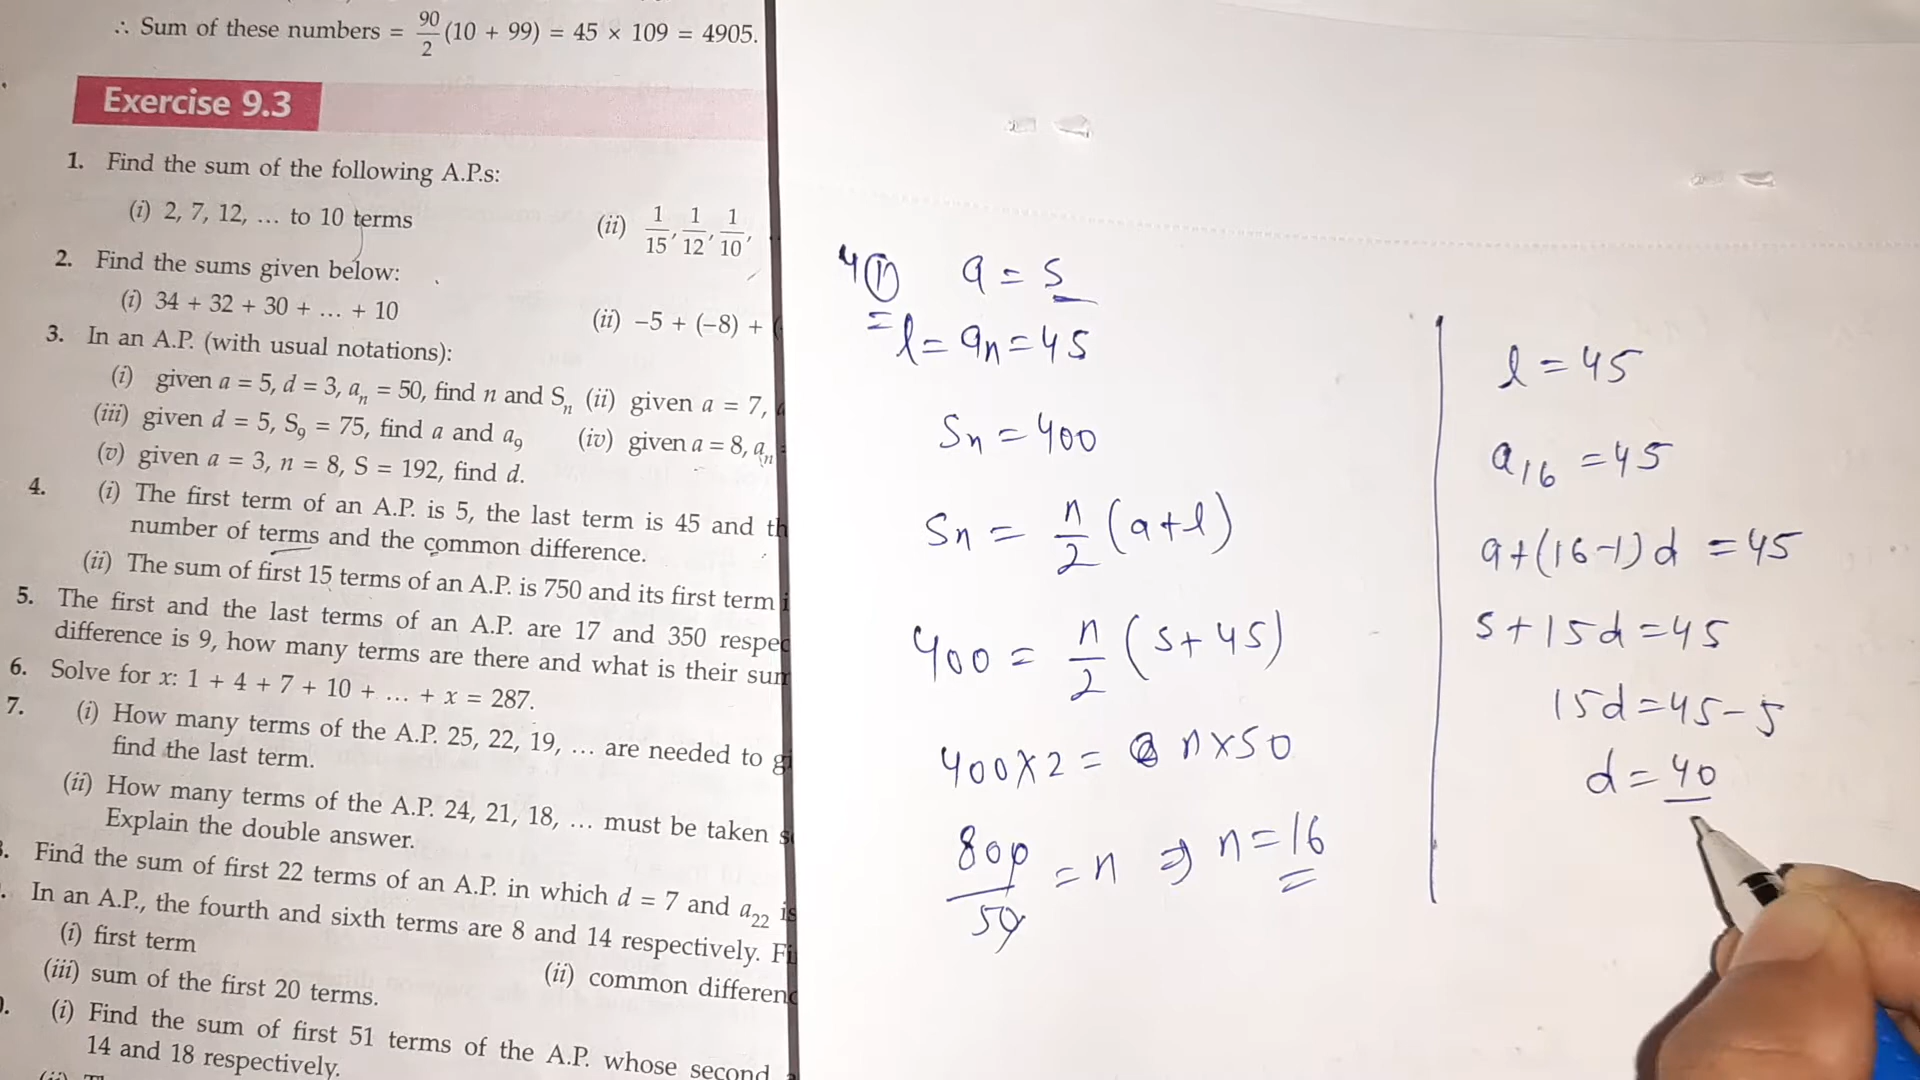 ∴ Sum of these numbers = 90/2 (10 + 99) = 45 × 109 = 4905.
Exercise 9.3
1. Find the sum of the following A.P.s:
(i) 2, 7, 12, ... to 10 terms
(ii) 1/15, 1/12, 1/10,
2. Find the sums given below:
(i) 34 + 32 + 30 + ... + 10
(ii) −5 + (−8) + (
3. In an A.P. (with usual notations):
(i) given a = 5, d = 3, aₙ = 50, find n and Sₙ (ii) given a = 7,
(iii) given d = 5, S₉ = 75, find a and a₉ (iv) given a = 8, aₙ
(v) given a = 3, n = 8, S = 192, find d.
4. (i) The first term of an A.P. is 5, the last term is 45 and
number of terms and the common difference.
(ii) The sum of first 15 terms of an A.P. is 750 and its first term
5. The first and the last terms of an A.P. are 17 and 350
difference is 9, how many terms are there and what is their
6. Solve for x: 1 + 4 + 7 + 10 + ... + x = 287.
7. (i) How many terms of the A.P. 25, 22, 19, ... are needed to
find the last term.
(ii) How many terms of the A.P. 24, 21, 18, ... must be taken
Explain the double answer.
Find the sum of first 22 terms of an A.P. in which d = 7 and a₂₂
In an A.P., the fourth and sixth terms are 8 and 14 respectively.
(i) first term
(ii) common
(iii) sum of the first 20 terms.
(i) Find the sum of first 51 terms of the A.P. whose second
14 and 18 respectively.
4 (i) a = 5
l = aₙ = 45
Sₙ = 400
Sₙ = n/2 (a+l)
400 = n/2 (5+45)
400×2 = n×50
800/50 = n ⇒ n = 16
l = 45
a₁₆ = 45
a+(16−1)d = 45
5+15d = 45
15d = 45−5
d = 40